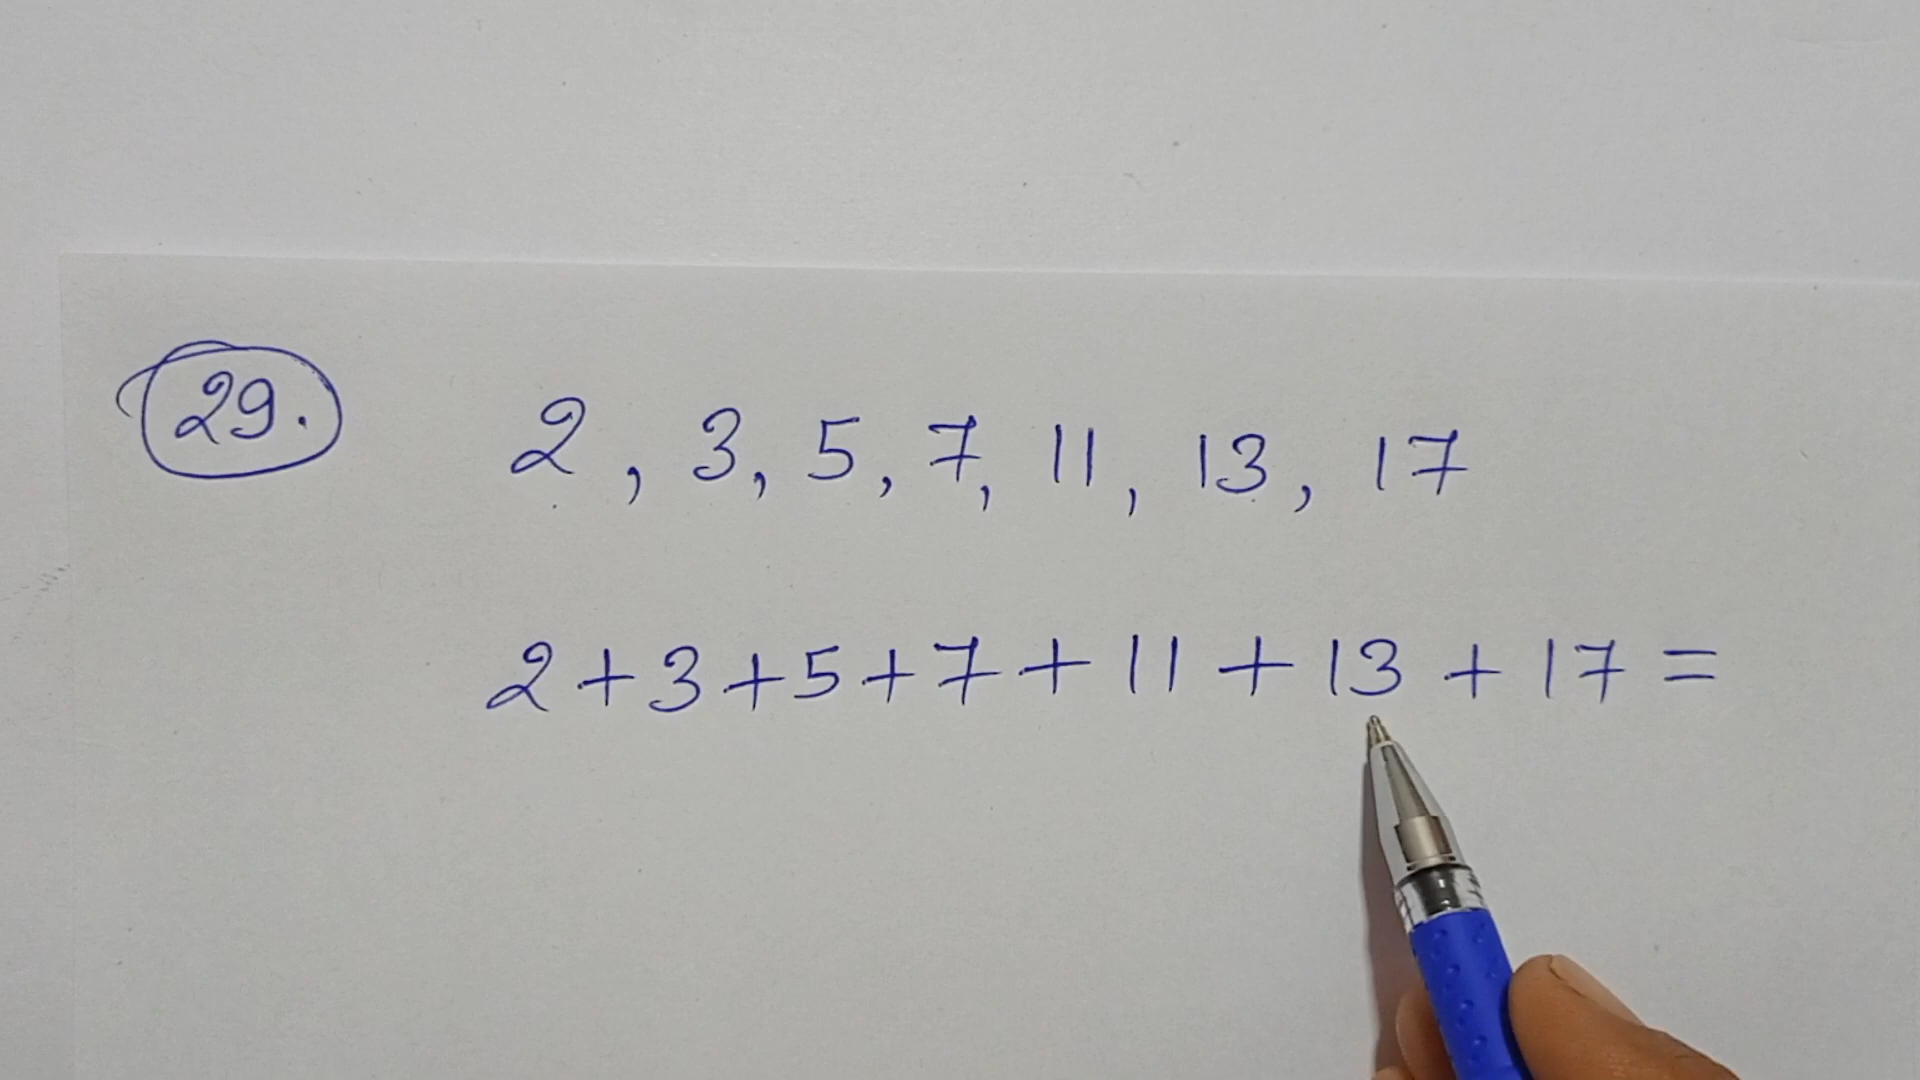 29. 2, 3, 5, 7, 11, 13, 17
2+3+5+7+11+13+17=